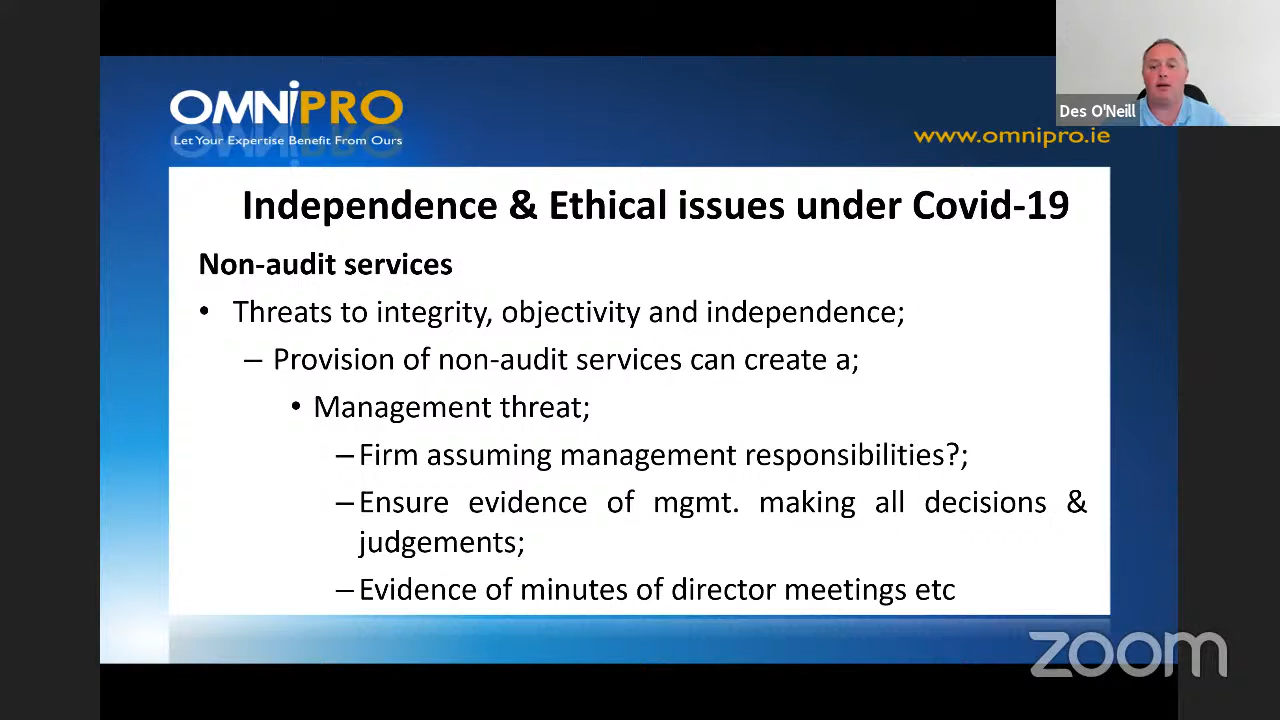 OMNiPRO
Let Your Expertise Benefit From Ours
Des O'Neill
www.omnipro.ie
Independence & Ethical issues under Covid-19
Non-audit services
• Threats to integrity, objectivity and independence;
– Provision of non-audit services can create a;
• Management threat;
–Firm assuming management responsibilities?;
–Ensure evidence of mgmt. making all decisions &
judgements;
–Evidence of minutes of director meetings etc
zoom